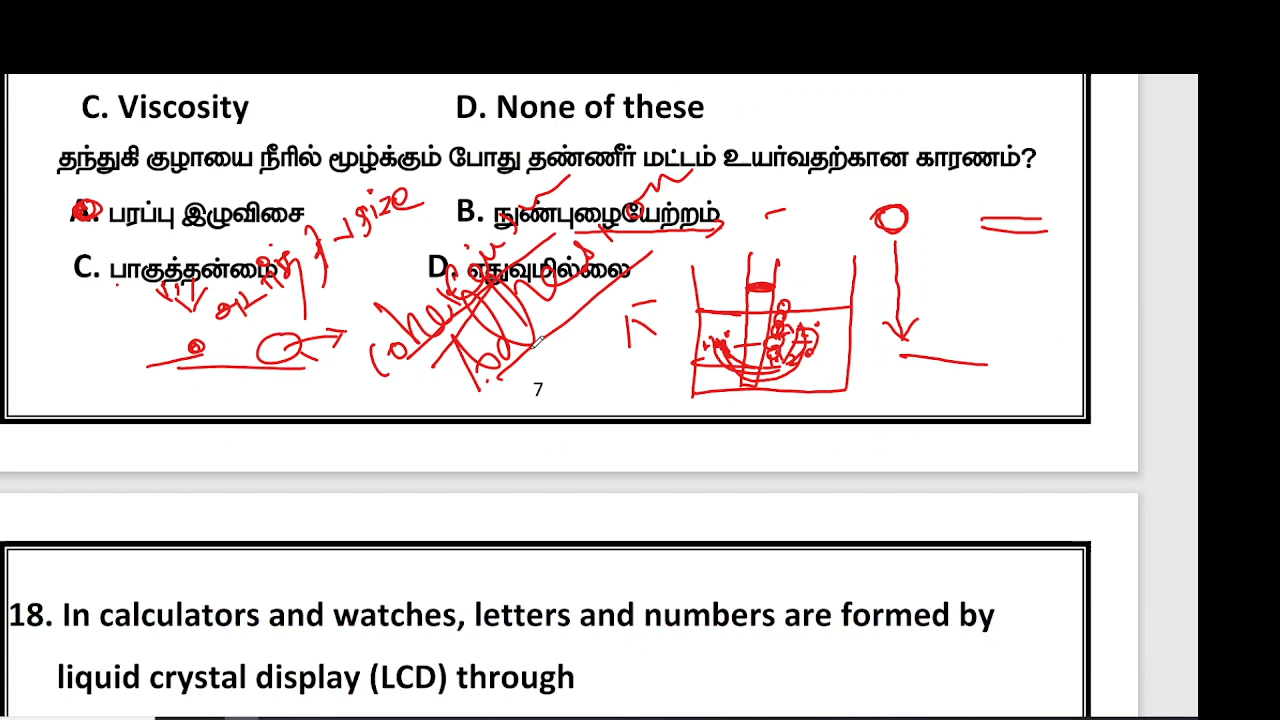 C. Viscosity D. None of these
தந்துகி குழாயை நீரில் மூழ்க்கும் போது தண்ணீர் மட்டம் உயர்வதற்கான காரணம்?
A. பரப்பு இழுவிசை B. நுண்புழையேற்றம்
size
C. பாகுத்தன்மை D. ஏதுவுமில்லை
7
18. In calculators and watches, letters and numbers are formed by
liquid crystal display (LCD) through